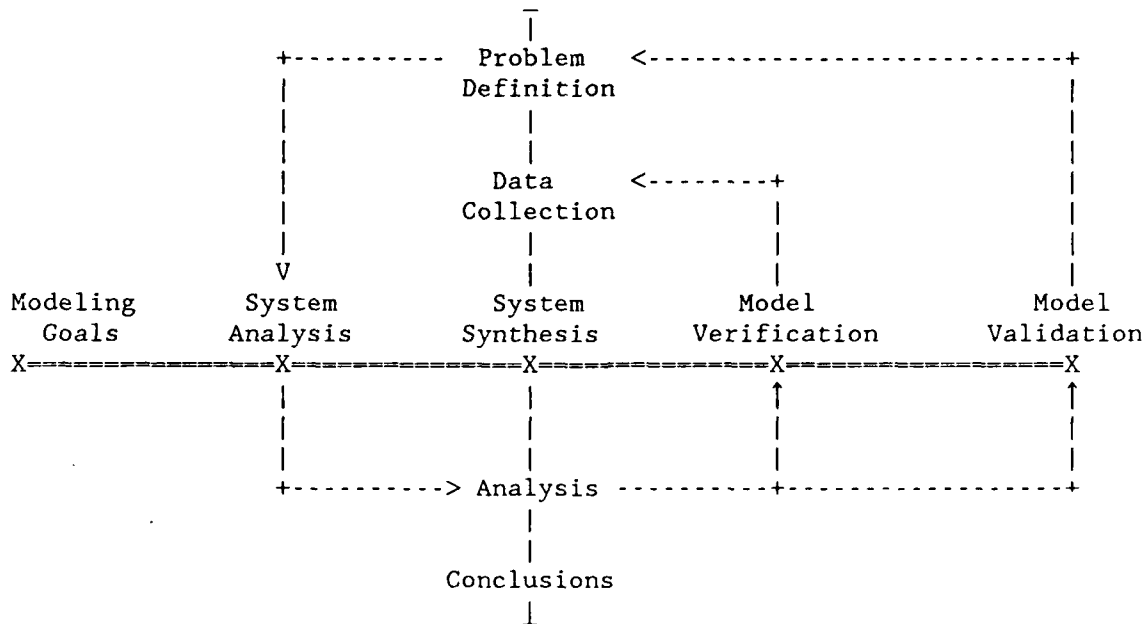 Problem
Definition
Data
Collection
Modeling System System Model Model
Goals Analysis Synthesis Verification Validation
X X X X X
V
Analysis
Conclusions